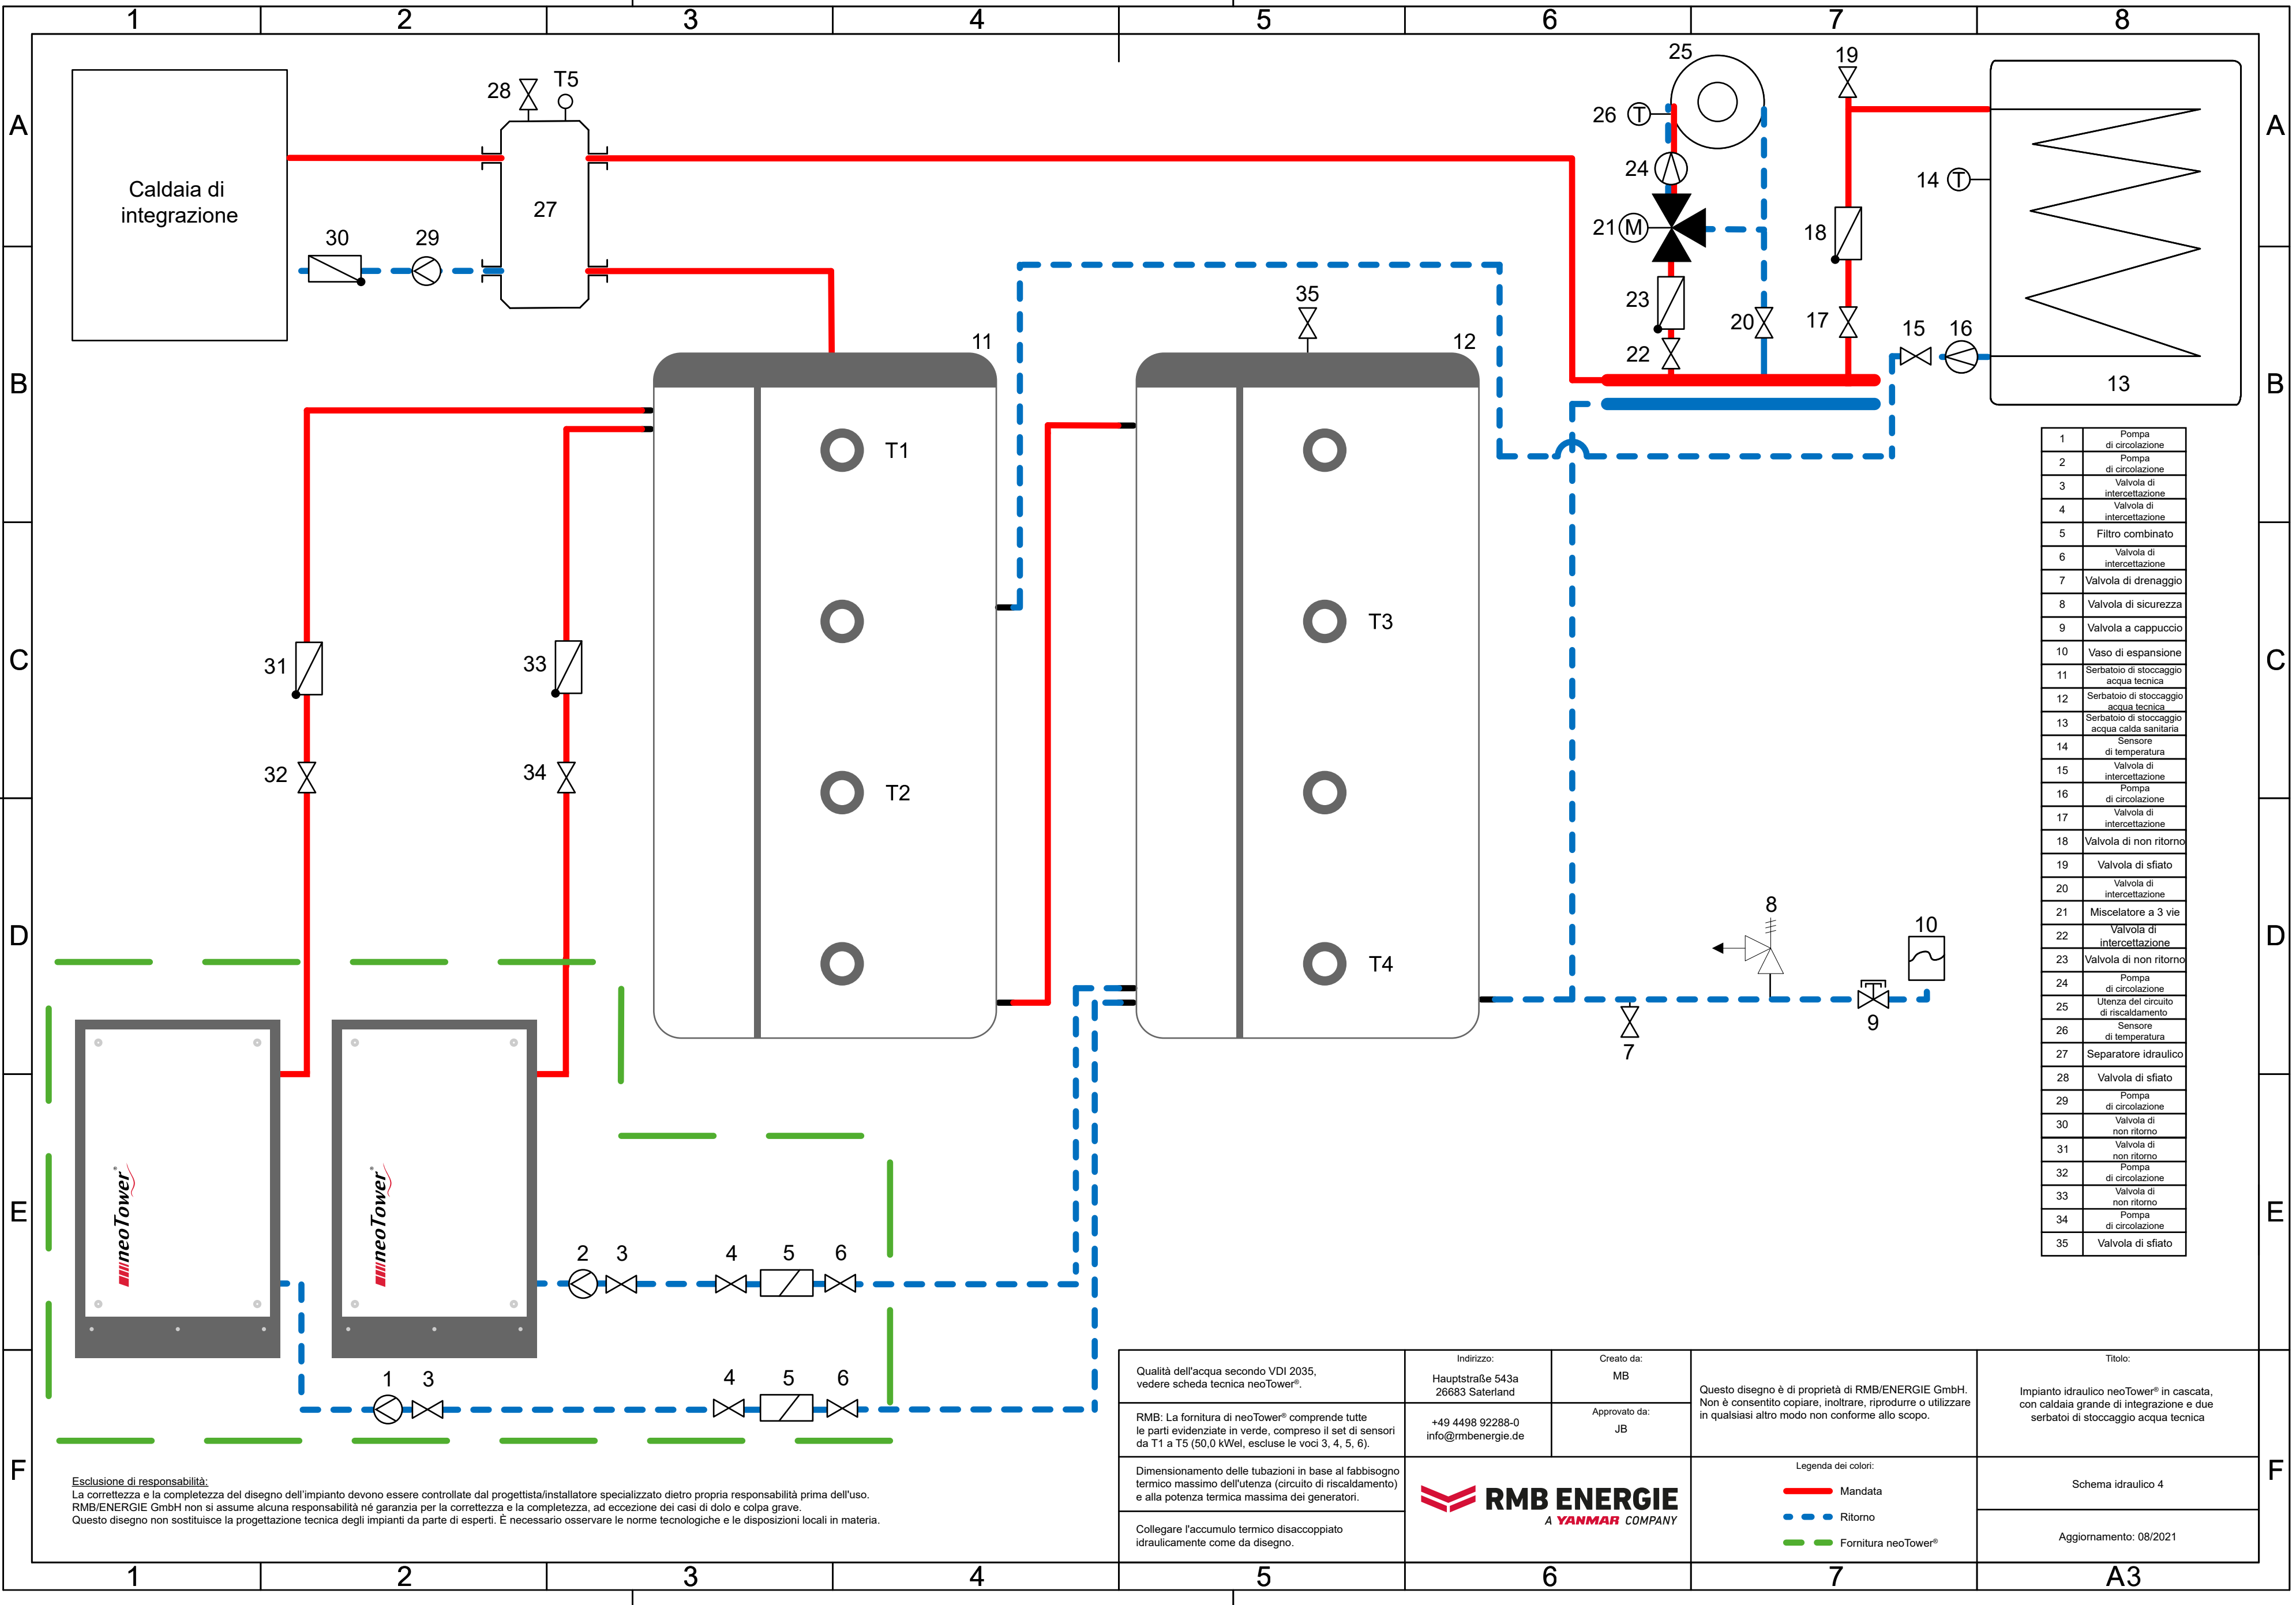 1 2 3 4 5 6 7 8
A A
B B
C C
D D
E E
F F
Caldaia di
integrazione
28 T5
27
30 29
25
26 T
24
21 M
23
22
20
19
18
17
14 T
15 16
13
11
T1
T2
35
12
T3
T4
31
32
33
34
8
10
7
9
neoTower®
neoTower®
2 3 4 5 6
1 3 4 5 6
1 Pompa
di circolazione
2 Pompa
di circolazione
3 Valvola di
intercettazione
4 Valvola di
intercettazione
5 Filtro combinato
6 Valvola di
intercettazione
7 Valvola di drenaggio
8 Valvola di sicurezza
9 Valvola a cappuccio
10 Vaso di espansione
11 Serbatoio di stoccaggio
acqua tecnica
12 Serbatoio di stoccaggio
acqua tecnica
13 Serbatoio di stoccaggio
acqua calda sanitaria
14 Sensore
di temperatura
15 Valvola di
intercettazione
16 Pompa
di circolazione
17 Valvola di
intercettazione
18 Valvola di non ritorno
19 Valvola di sfiato
20 Valvola di
intercettazione
21 Miscelatore a 3 vie
22 Valvola di
intercettazione
23 Valvola di non ritorno
24 Pompa
di circolazione
25 Utenza del circuito
di riscaldamento
26 Sensore
di temperatura
27 Separatore idraulico
28 Valvola di sfiato
29 Pompa
di circolazione
30 Valvola di
non ritorno
31 Valvola di
non ritorno
32 Pompa
di circolazione
33 Valvola di
non ritorno
34 Pompa
di circolazione
35 Valvola di sfiato
Esclusione di responsabilità:
La correttezza e la completezza del disegno dell'impianto devono essere controllate dal progettista/installatore specializzato dietro propria responsabilità prima dell'uso.
RMB/ENERGIE GmbH non si assume alcuna responsabilità né garanzia per la correttezza e la completezza, ad eccezione dei casi di dolo e colpa grave.
Questo disegno non sostituisce la progettazione tecnica degli impianti da parte di esperti. È necessario osservare le norme tecnologiche e le disposizioni locali in materia.
Qualità dell'acqua secondo VDI 2035,
vedere scheda tecnica neoTower®.
RMB: La fornitura di neoTower® comprende tutte
le parti evidenziate in verde, compreso il set di sensori
da T1 a T5 (50,0 kWel, escluse le voci 3, 4, 5, 6).
Dimensionamento delle tubazioni in base al fabbisogno
termico massimo dell'utenza (circuito di riscaldamento)
e alla potenza termica massima dei generatori.
Collegare l'accumulo termico disaccoppiato
idraulicamente come da disegno.
Indirizzo:
Hauptstraße 543a
26683 Saterland
+49 4498 92288-0
info@rmbenergie.de
Creato da:
MB
Approvato da:
JB
RMB ENERGIE
A YANMAR COMPANY
Questo disegno è di proprietà di RMB/ENERGIE GmbH.
Non è consentito copiare, inoltrare, riprodurre o utilizzare
in qualsiasi altro modo non conforme allo scopo.
Legenda dei colori:
Mandata
Ritorno
Fornitura neoTower®
Titolo:
Impianto idraulico neoTower® in cascata,
con caldaia grande di integrazione e due
serbatoi di stoccaggio acqua tecnica
Schema idraulico 4
Aggiornamento: 08/2021
1 2 3 4 5 6 7 A3